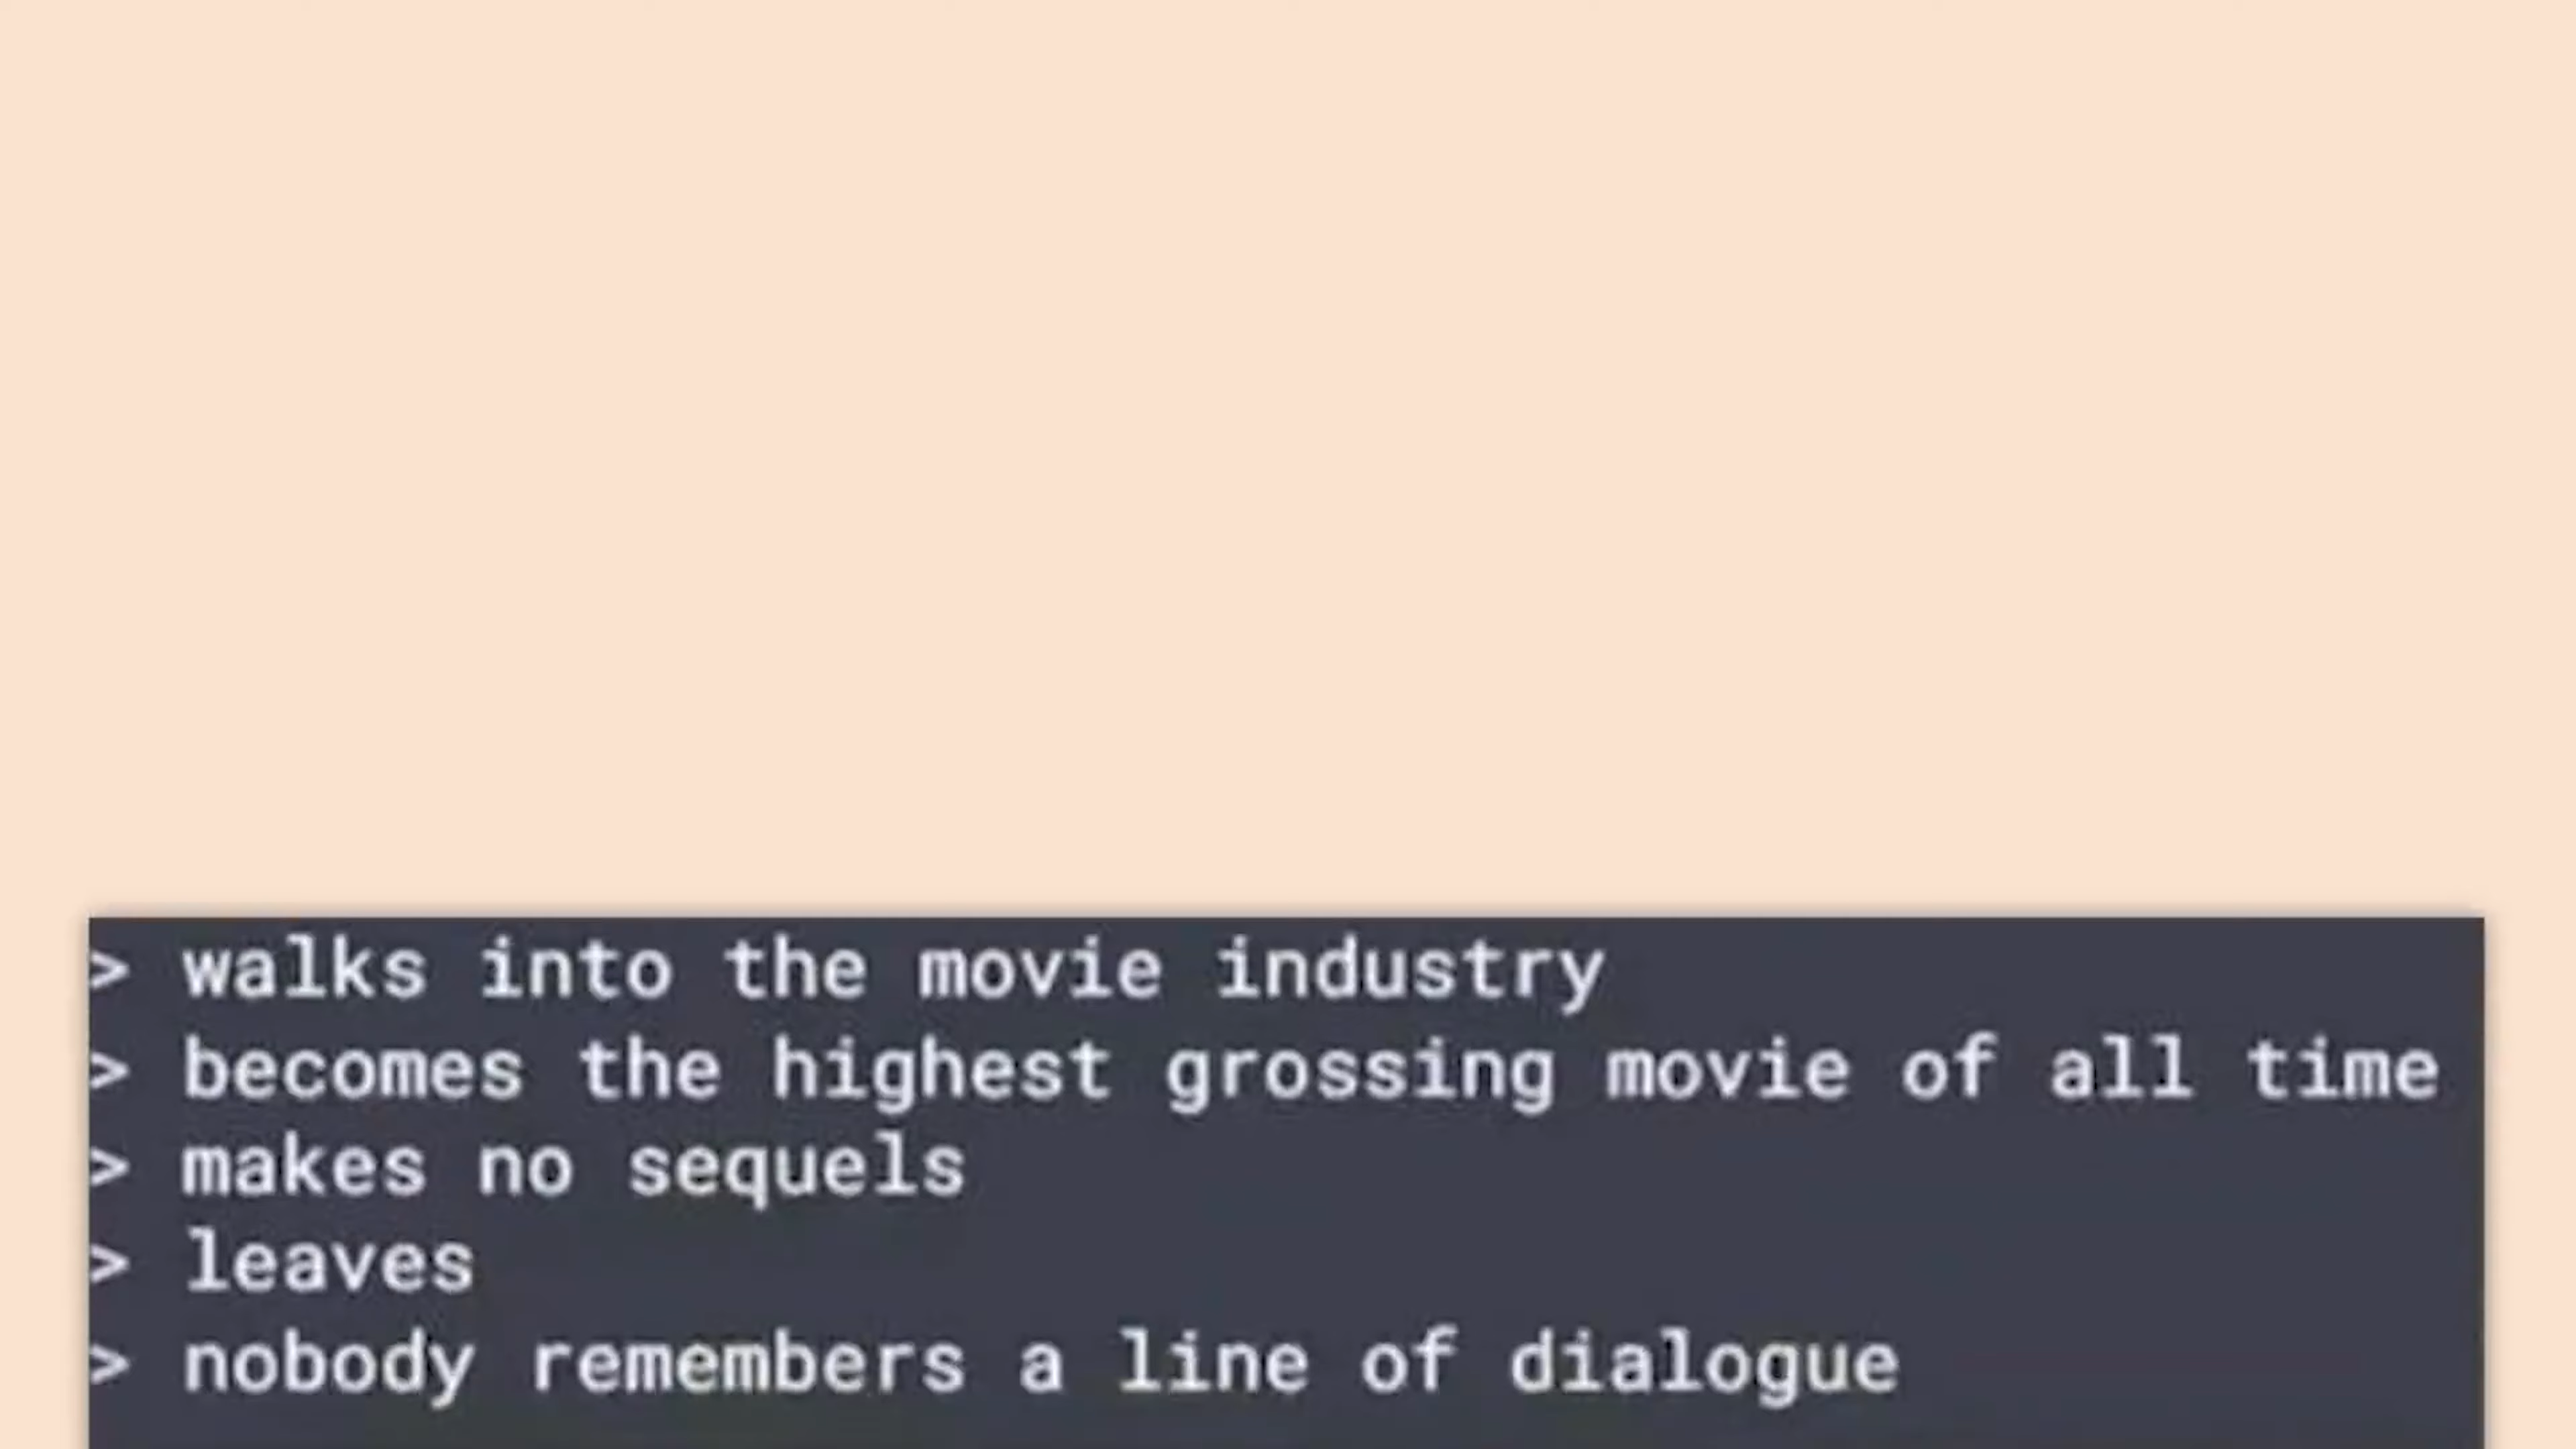 > walks into the movie industry
> becomes the highest grossing movie of all time
> makes no sequels
> leaves
> nobody remembers a line of dialogue